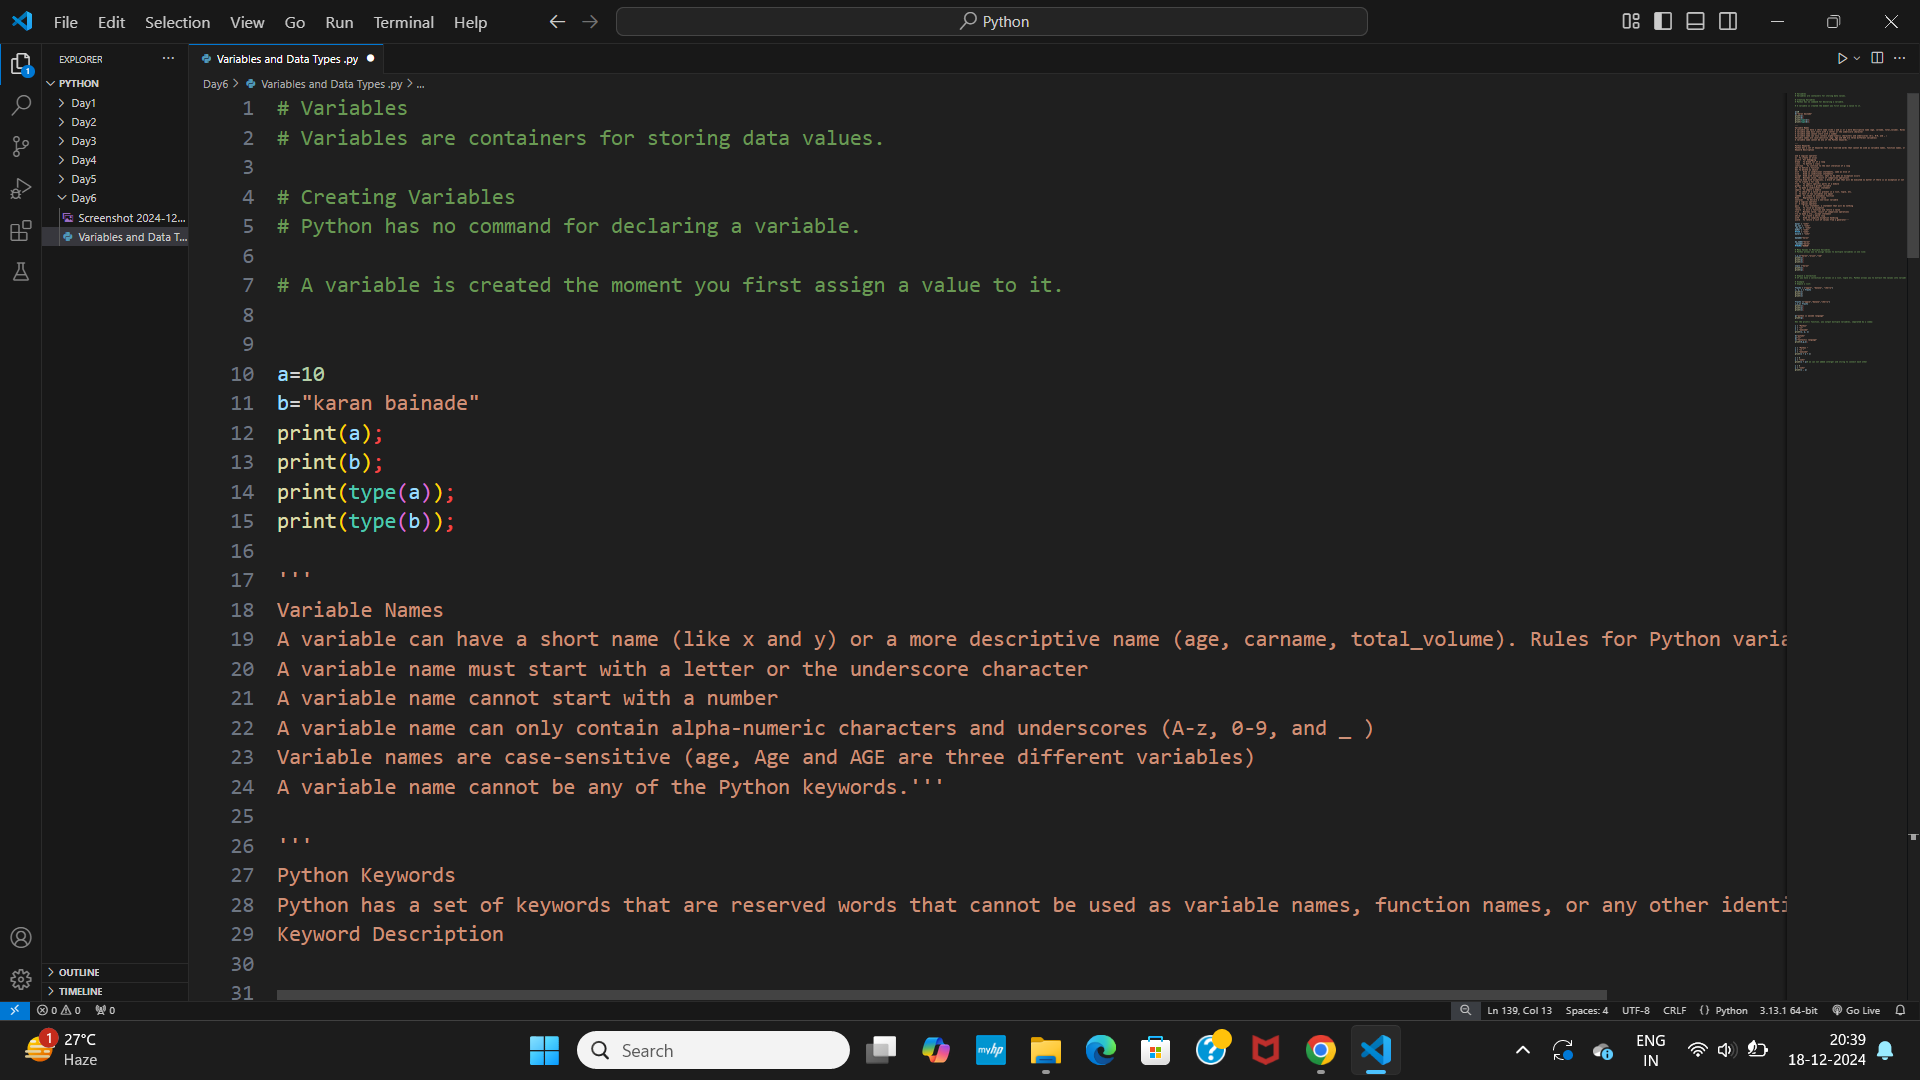 File Edit Selection View Go Run Terminal Help
Python
EXPLORER
Variables and Data Types .py
PYTHON
Day1
Day2
Day3
Day4
Day5
Day6
Screenshot 2024-12...
Variables and Data T...
OUTLINE
TIMELINE
Day6 > Variables and Data Types .py > ...
1 # Variables
2 # Variables are containers for storing data values.
3
4 # Creating Variables
5 # Python has no command for declaring a variable.
6
7 # A variable is created the moment you first assign a value to it.
8
9
10 a=10
11 b="karan bainade"
12 print(a);
13 print(b);
14 print(type(a));
15 print(type(b));
16
17 '''
18 Variable Names
19 A variable can have a short name (like x and y) or a more descriptive name (age, carname, total_volume). Rules for Python varia
20 A variable name must start with a letter or the underscore character
21 A variable name cannot start with a number
22 A variable name can only contain alpha-numeric characters and underscores (A-z, 0-9, and _ )
23 Variable names are case-sensitive (age, Age and AGE are three different variables)
24 A variable name cannot be any of the Python keywords.'''
25
26 '''
27 Python Keywords
28 Python has a set of keywords that are reserved words that cannot be used as variable names, function names, or any other identi
29 Keyword Description
30
31
0 0 0
Ln 139, Col 13 Spaces: 4 UTF-8 CRLF {} Python 3.13.1 64-bit Go Live
1
27°C
Haze
Search
myhp
ENG
IN
20:39
18-12-2024